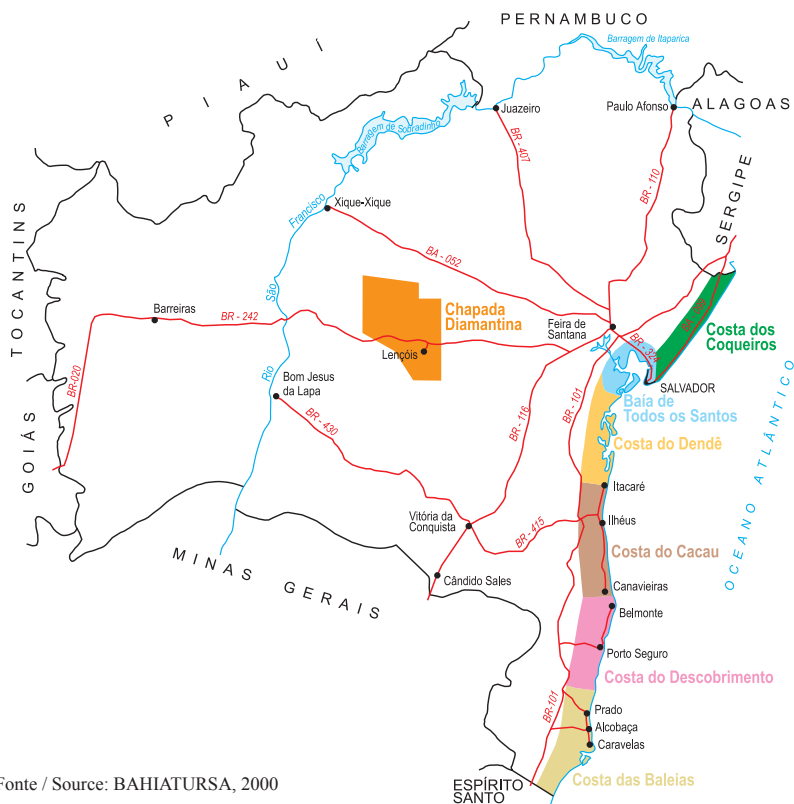 PERNAMBUCO
Barragem de Itaparica
PIAUÍ
Juazeiro
Paulo Afonso
ALAGOAS
Barragem de Sobradinho
BR - 407
BR - 110
SERGIPE
Xique-Xique
Francisco
São
Rio
BA - 052
TOCANTINS
Barreiras
BR - 242
Chapada
Diamantina
Lençóis
Feira de
Santana
BR - 324
BA - 099
Costa dos
Coqueiros
SALVADOR
BR-020
GOIÁS
Bom Jesus
da Lapa
BR - 430
BR - 116
BR - 101
Baía de
Todos os Santos
Costa do Dendê
OCEANO ATLÂNTICO
Itacaré
Vitória da
Conquista
BR - 415
Ilhéus
Costa do Cacau
MINAS GERAIS
Cândido Sales
Canavieiras
Belmonte
Porto Seguro
Costa do Descobrimento
BR-101
Prado
Alcobaça
Caravelas
Costa das Baleias
ESPÍRITO
SANTO
Fonte / Source: BAHIATURSA, 2000